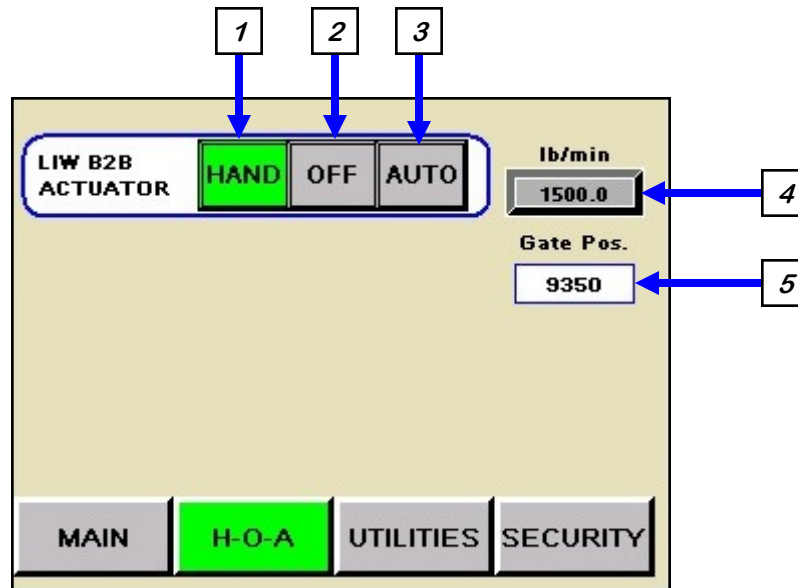 1 2 3
LIW B2B
ACTUATOR
HAND OFF AUTO
lb/min
1500.0
4
Gate Pos.
9350
5
MAIN H-O-A UTILITIES SECURITY